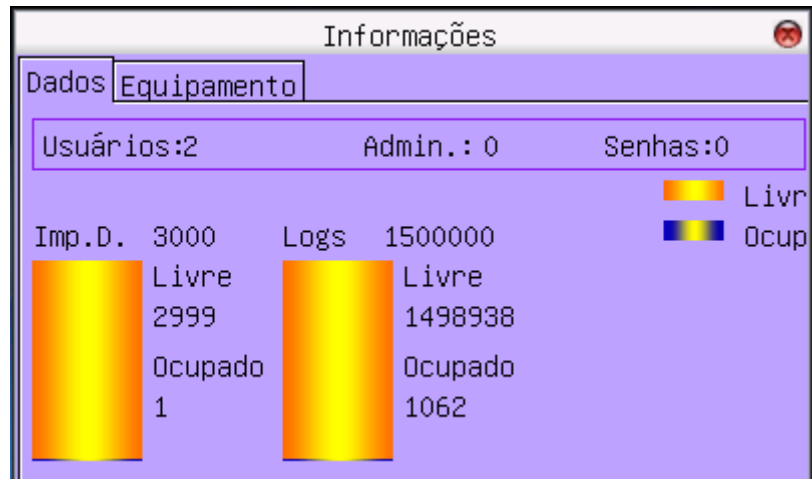 Informações
Dados Equipamento
Usuários:2 Admin.: 0 Senhas:0
Livr
Imp.D. 3000 Logs 1500000 Ocup
Livre Livre
2999 1498938
Ocupado Ocupado
1 1062